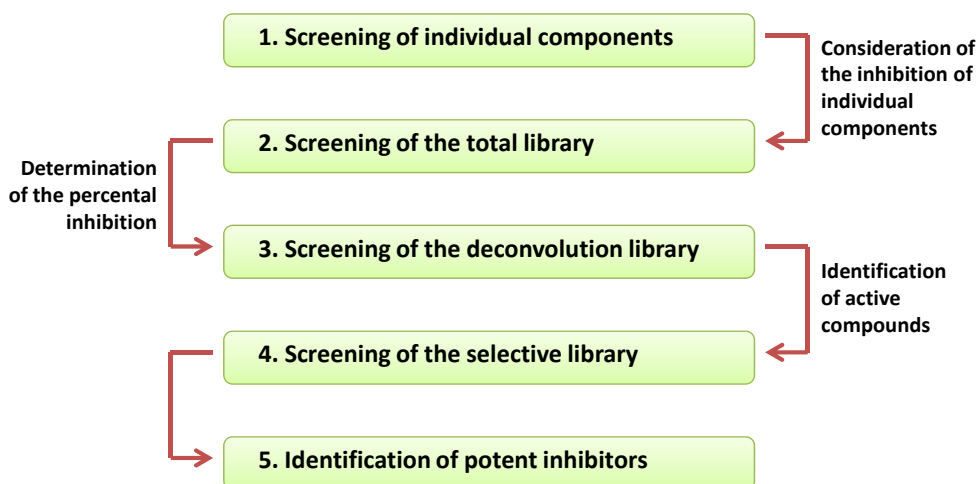 1. Screening of individual components
Consideration of
the inhibition of
individual
components
2. Screening of the total library
Determination
of the percental
inhibition
3. Screening of the deconvolution library
Identification
of active
compounds
4. Screening of the selective library
5. Identification of potent inhibitors